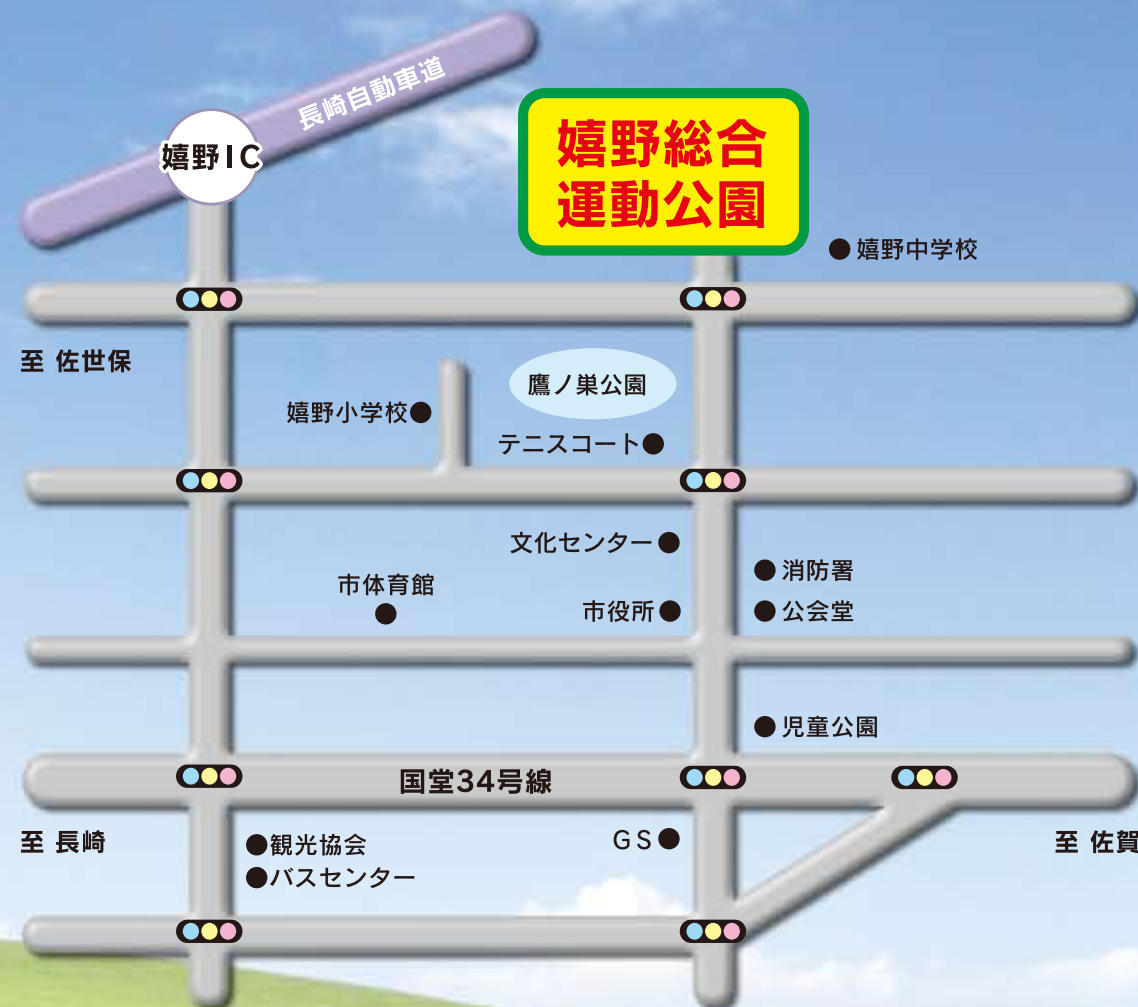 長崎自動車道
嬉野IC
嬉野総合
運動公園
嬉野中学校
至 佐世保
鷹ノ巣公園
嬉野小学校
テニスコート
文化センター
消防署
市体育館
市役所
公会堂
児童公園
国堂34号線
至 長崎
観光協会
GS
至 佐賀
バスセンター